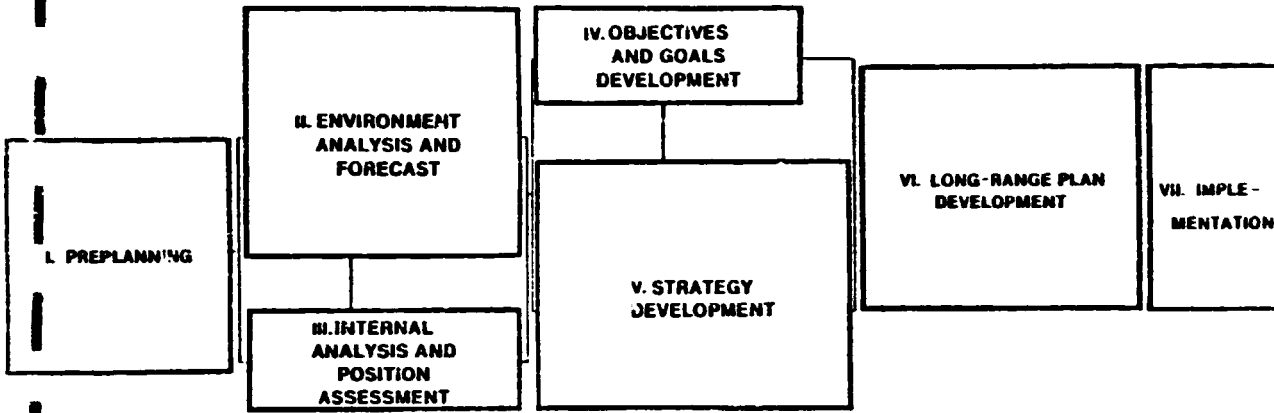 I. PREPLANNING
II. ENVIRONMENT
ANALYSIS AND
FORECAST
III. INTERNAL
ANALYSIS AND
POSITION
ASSESSMENT
IV. OBJECTIVES
AND GOALS
DEVELOPMENT
V. STRATEGY
DEVELOPMENT
VI. LONG-RANGE PLAN
DEVELOPMENT
VII. IMPLE-
MENTATION